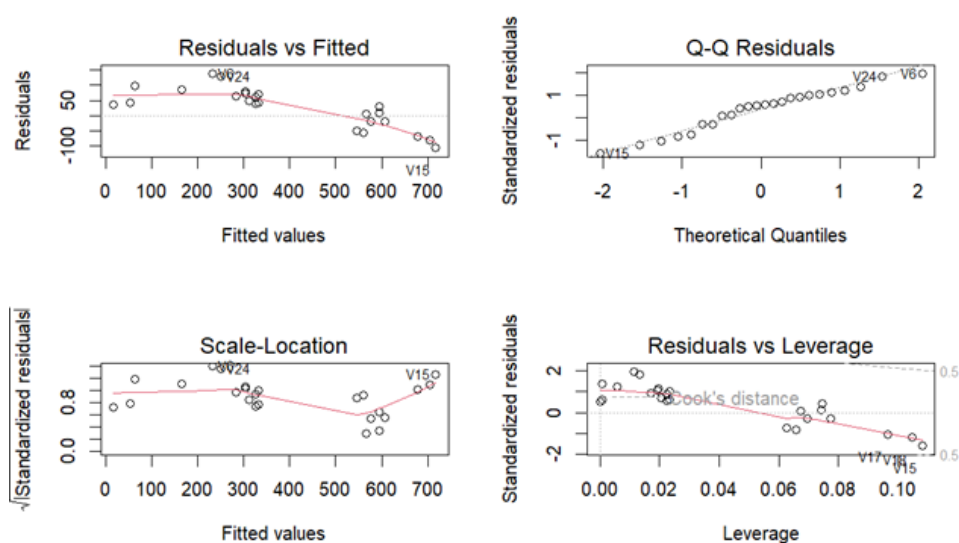 Residuals vs Fitted
Residuals
50
-100
V24
V15
0 100 200 300 400 500 600 700
Fitted values
Q-Q Residuals
Standardized residuals
1
-1
V24
V6
V15
-2 -1 0 1 2
Theoretical Quantiles
Scale-Location
√|Standardized residuals|
0.8
0.0
V24
V15
0 100 200 300 400 500 600 700
Fitted values
Residuals vs Leverage
Standardized residuals
2
0
-2
Cook's distance
0.5
0.5
V17
V15
0.00 0.02 0.04 0.06 0.08 0.10
Leverage